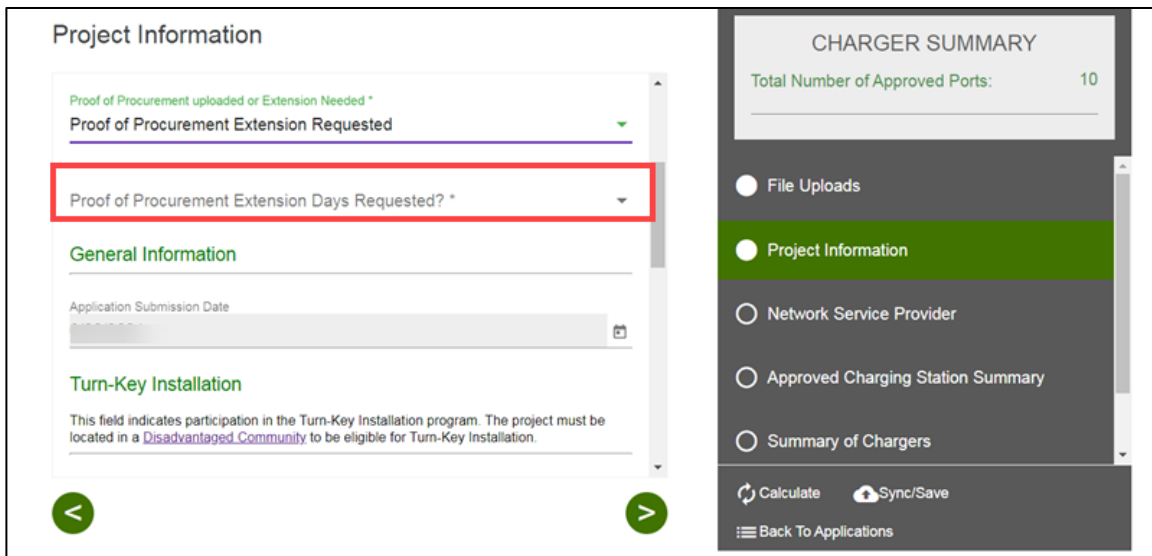 Project Information
Proof of Procurement uploaded or Extension Needed *
Proof of Procurement Extension Requested
Proof of Procurement Extension Days Requested? *
General Information
Application Submission Date
Turn-Key Installation
This field indicates participation in the Turn-Key Installation program. The project must be
located in a Disadvantaged Community to be eligible for Turn-Key Installation.
<
>
CHARGER SUMMARY
Total Number of Approved Ports: 10
File Uploads
Project Information
Network Service Provider
Approved Charging Station Summary
Summary of Chargers
Calculate Sync/Save
Back To Applications